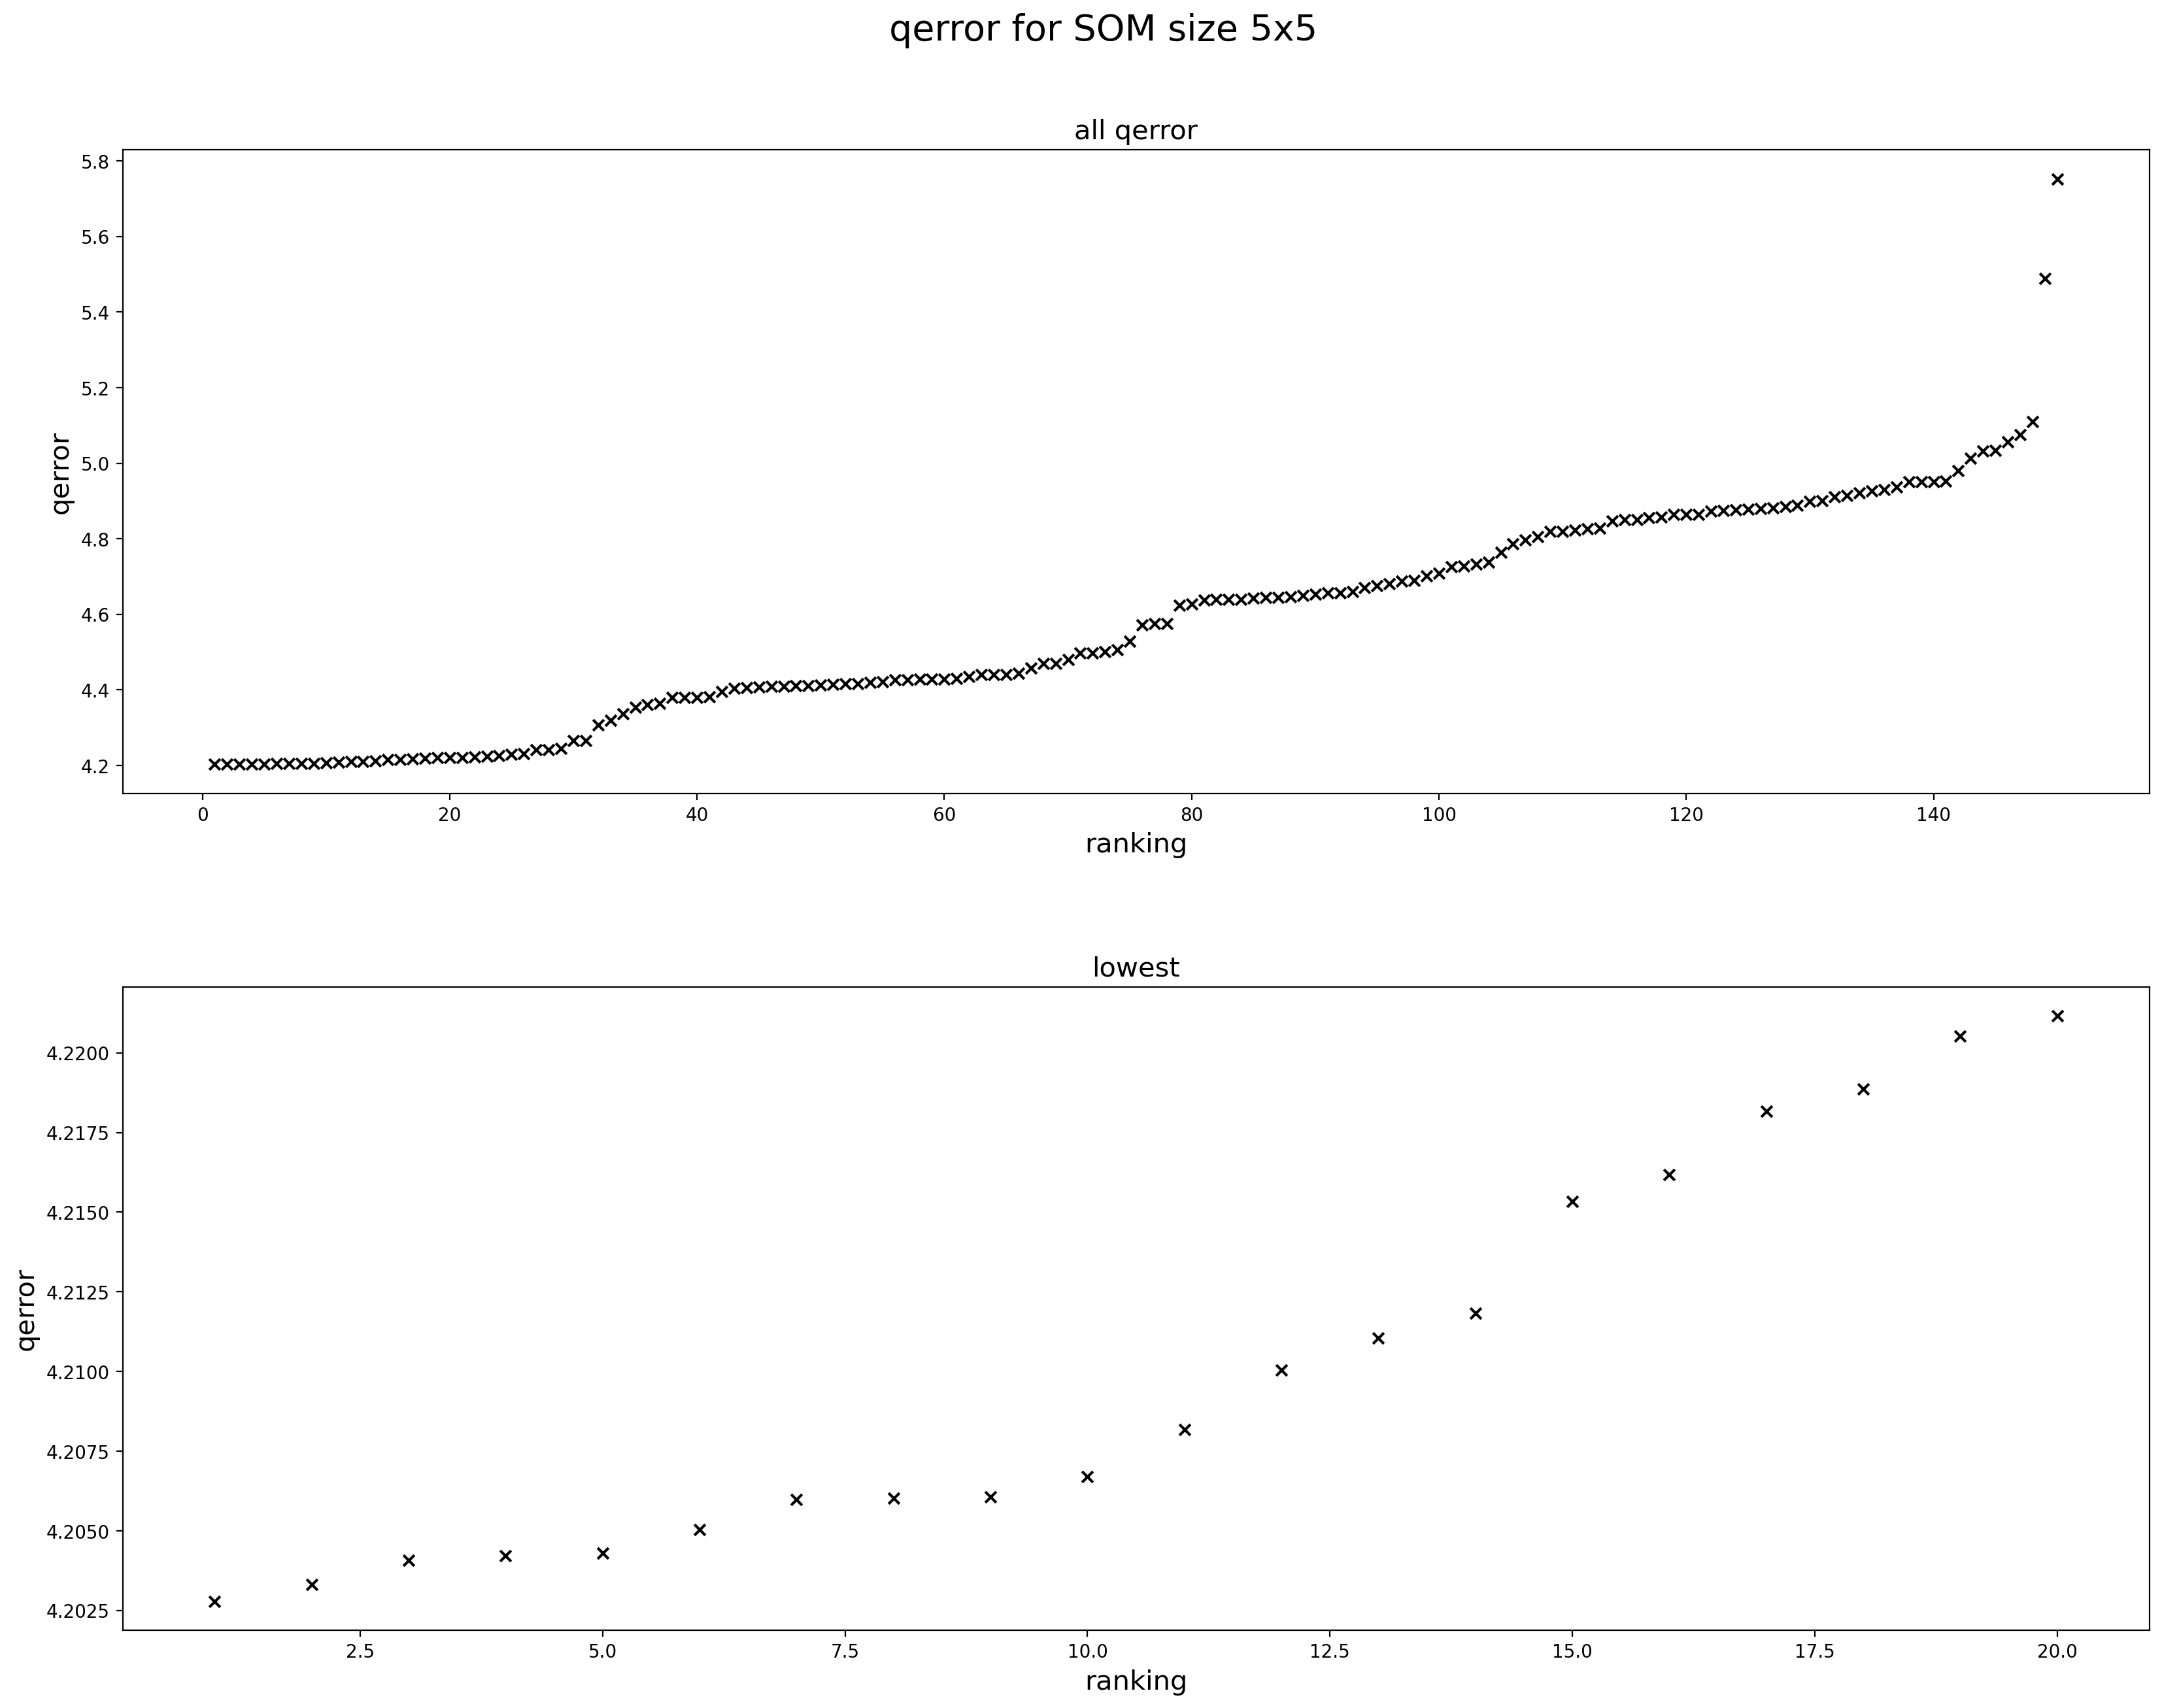 qerror for SOM size 5x5
all qerror
5.8
5.6
5.4
5.2
5.0
4.8
4.6
4.4
4.2
qerror
0 20 40 60 80 100 120 140
ranking
lowest
4.2200
4.2175
4.2150
4.2125
4.2100
4.2075
4.2050
4.2025
qerror
2.5 5.0 7.5 10.0 12.5 15.0 17.5 20.0
ranking